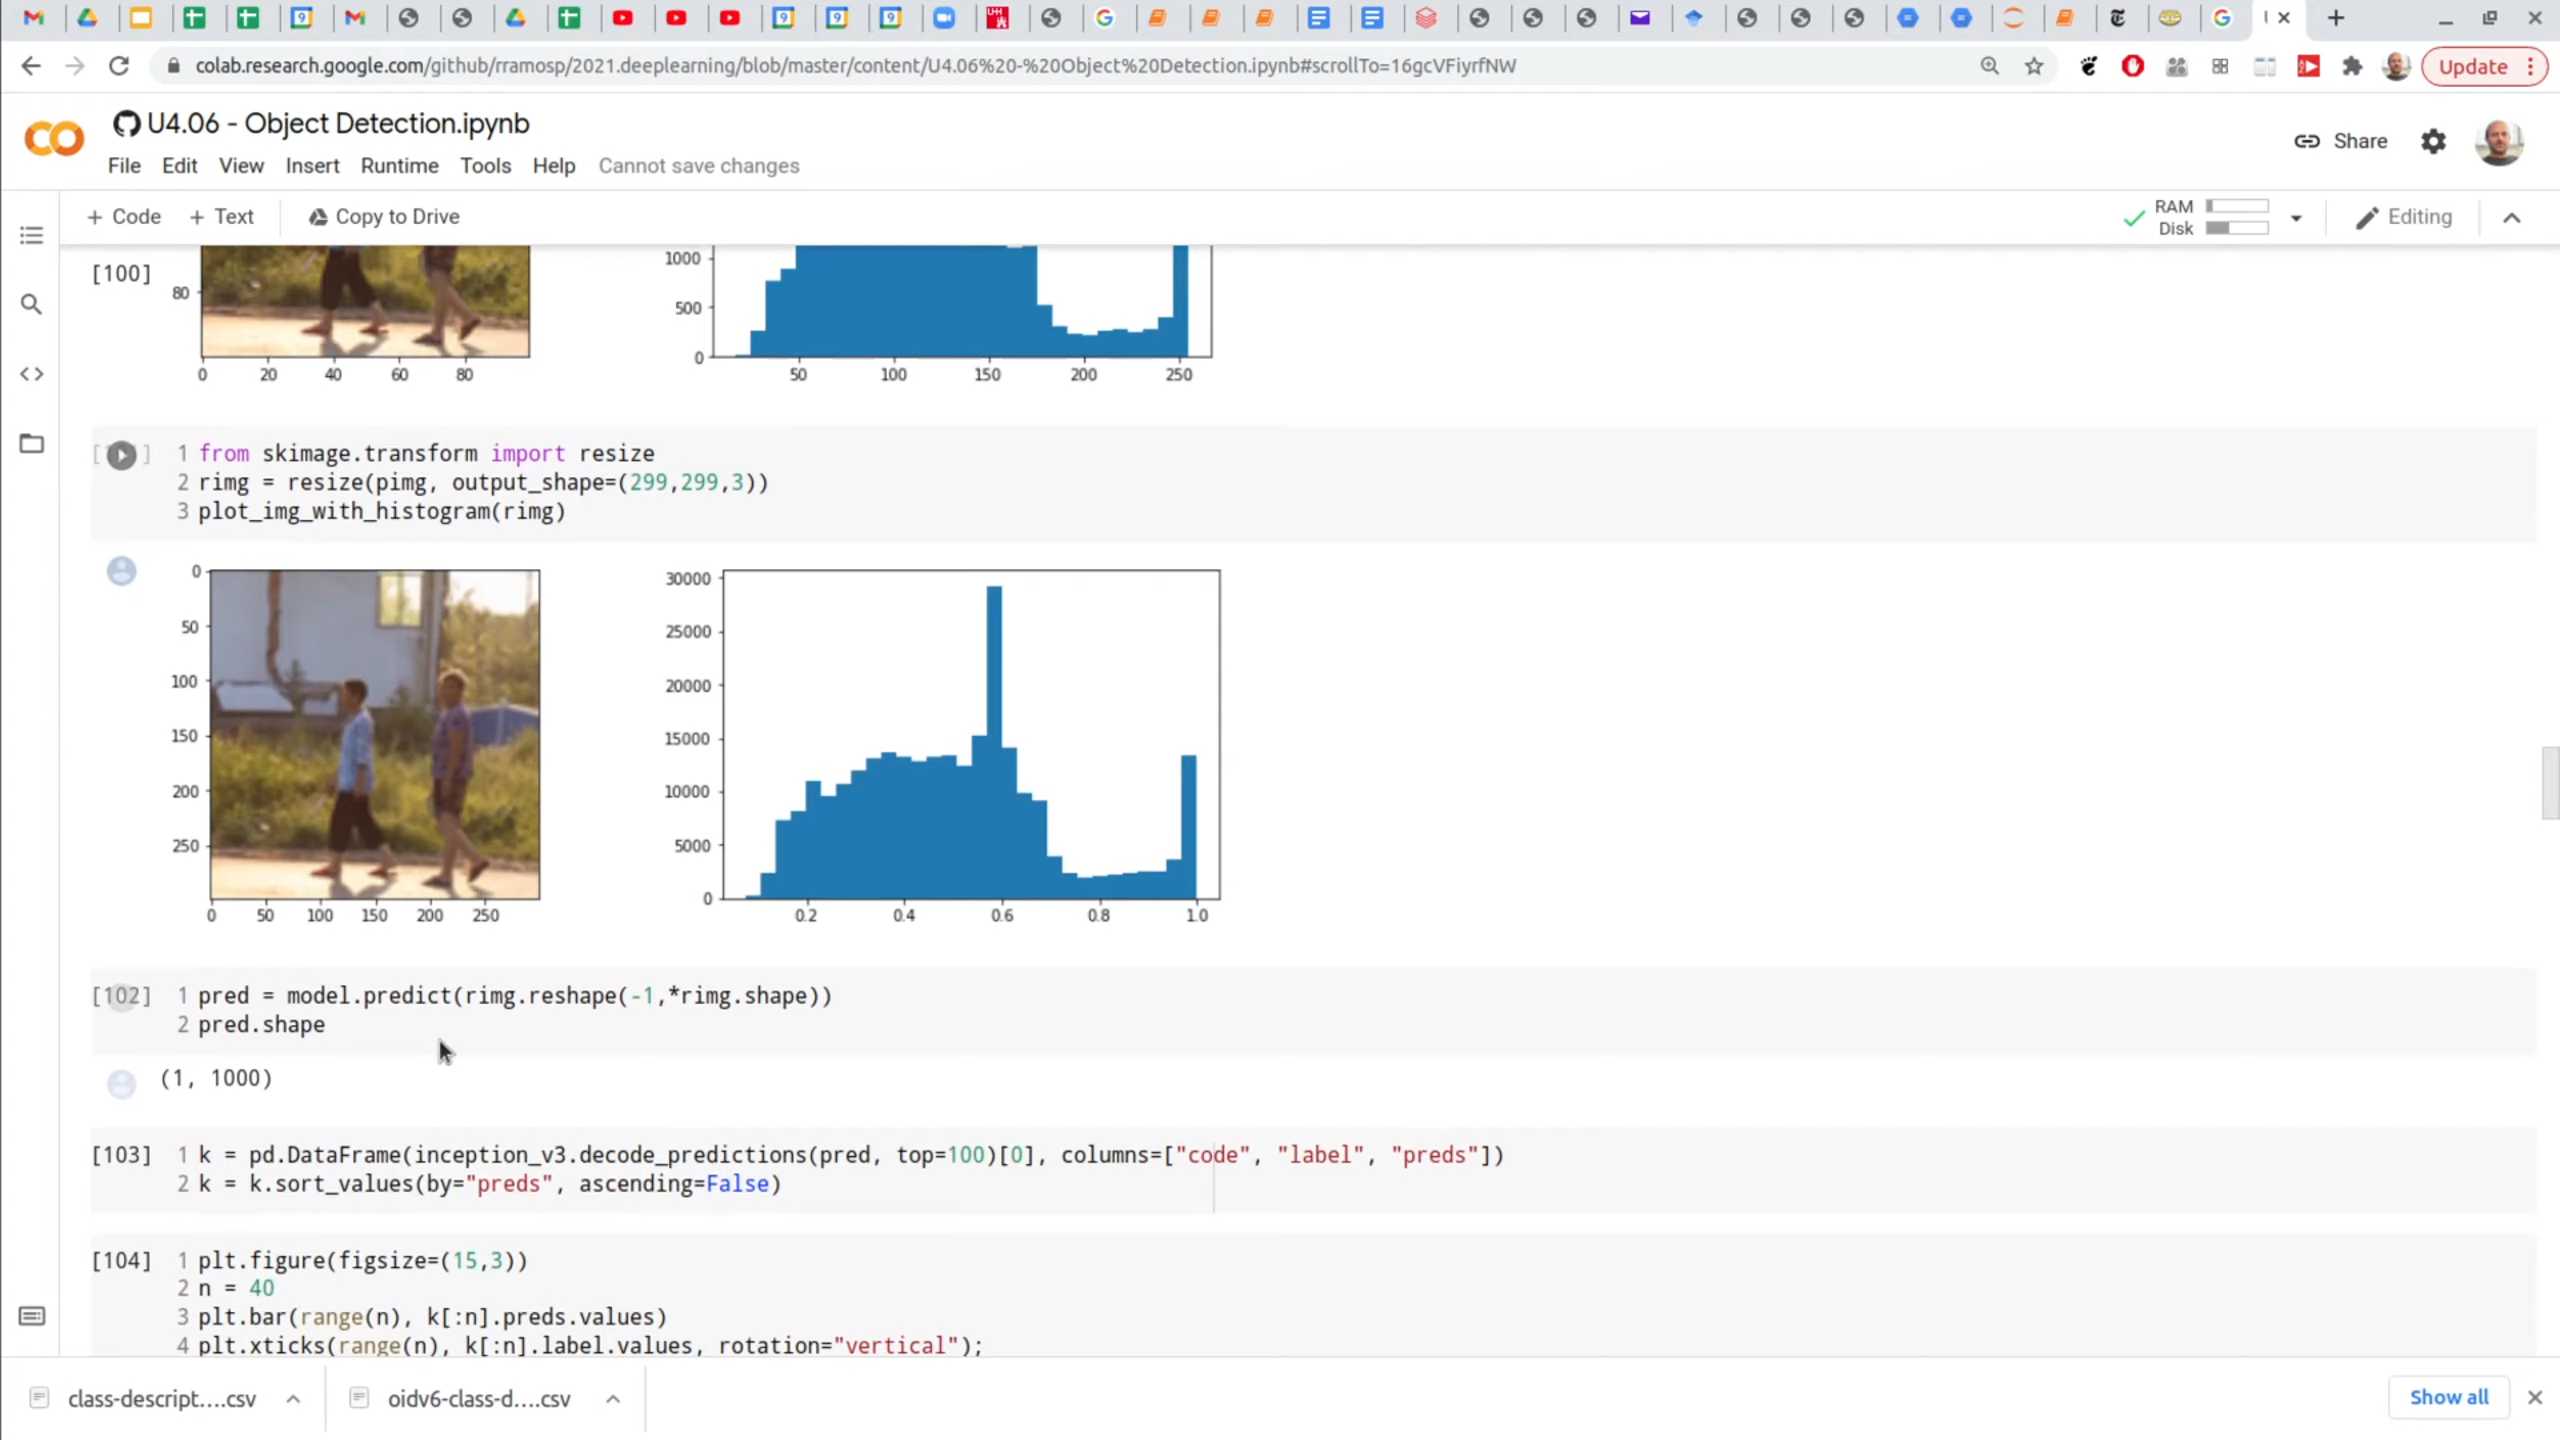 colab.research.google.com/github/rramosp/2021.deeplearning/blob/master/content/U4.06%20-%20Object%20Detection.ipynb#scrollTo=16gcVFiyrfNW
Update
U4.06 - Object Detection.ipynb
Share
File Edit View Insert Runtime Tools Help Cannot save changes
+ Code + Text Copy to Drive
RAM
Disk
Editing
[100]
80
0 20 40 60 80
1000
500
0
50 100 150 200 250
1 from skimage.transform import resize
2 rimg = resize(pimg, output_shape=(299,299,3))
3 plot_img_with_histogram(rimg)
0
50
100
150
200
250
0 50 100 150 200 250
30000
25000
20000
15000
10000
5000
0
0.2 0.4 0.6 0.8 1.0
[102] 1 pred = model.predict(rimg.reshape(-1,*rimg.shape))
2 pred.shape
(1, 1000)
[103] 1 k = pd.DataFrame(inception_v3.decode_predictions(pred, top=100)[0], columns=["code", "label", "preds"])
2 k = k.sort_values(by="preds", ascending=False)
[104] 1 plt.figure(figsize=(15,3))
2 n = 40
3 plt.bar(range(n), k[:n].preds.values)
4 plt.xticks(range(n), k[:n].label.values, rotation="vertical");
class-descript....csv
oidv6-class-d....csv
Show all